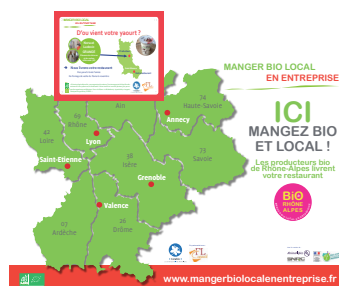 D'où vient votre yaourt ?
MANGER BIO LOCAL
EN ENTREPRISE
ICI
MANGEZ BIO
ET LOCAL !
Les producteurs bio
de Rhône-Alpes livrent
votre restaurant
BiO
RHÔNE
ALPES
Ain
74
Haute-Savoie
Annecy
69
Rhône
42
Loire
Lyon
Saint-Etienne
38
Isère
73
Savoie
Grenoble
Valence
07
Ardèche
26
Drôme
www.mangerbiolocalenentreprise.fr